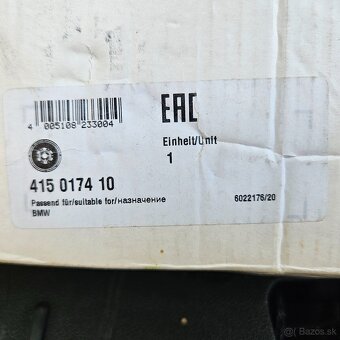 EAC
4 005108 233004
Einheit/Unit
1
415 0174 10
Passend für/suitable for/назначение
BMW
6022176/20
© Bazos.sk